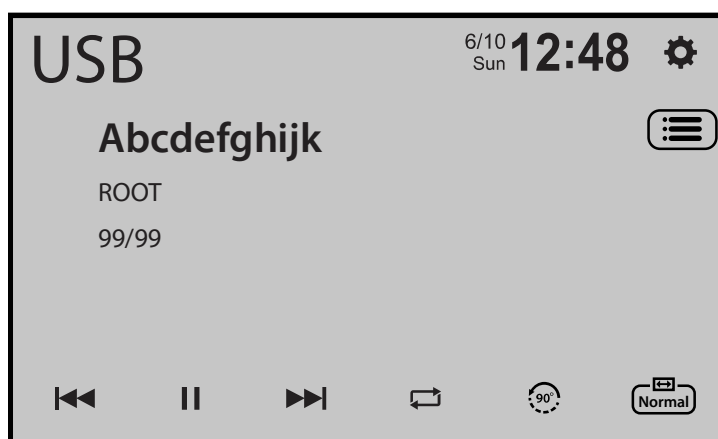 USB
6/10
Sun
12:48
Abcdefghijk
ROOT
99/99
90°
Normal